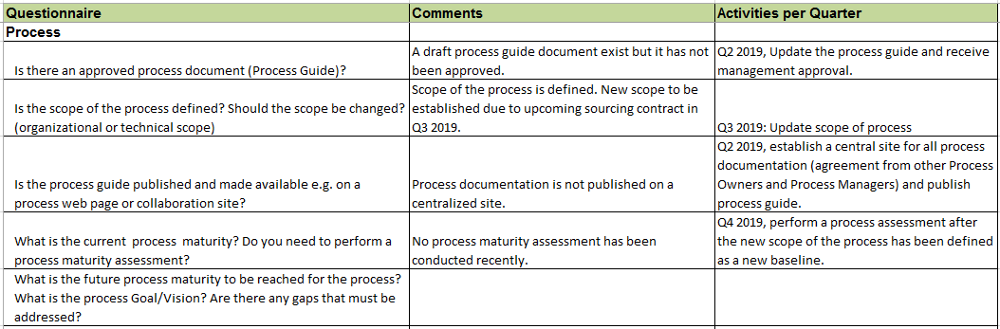 Questionnaire Comments Activities per Quarter
Process
Is there an approved process document (Process Guide)?
A draft process guide document exist but it has not
been approved.
Q2 2019, Update the process guide and receive
management approval.
Is the scope of the process defined? Should the scope be changed?
(organizational or technical scope)
Scope of the process is defined. New scope to be
established due to upcoming sourcing contract in
Q3 2019.
Q3 2019: Update scope of process
Is the process guide published and made available e.g. on a
process web page or collaboration site?
Process documentation is not published on a
centralized site.
Q2 2019, establish a central site for all process
documentation (agreement from other Process
Owners and Process Managers) and publish
process guide.
What is the current process maturity? Do you need to perform a
process maturity assessment?
No process maturity assessment has been
conducted recently.
Q4 2019, perform a process assessment after
the new scope of the process has been defined
as a new baseline.
What is the future process maturity to be reached for the process?
What is the process Goal/Vision? Are there any gaps that must be
addressed?